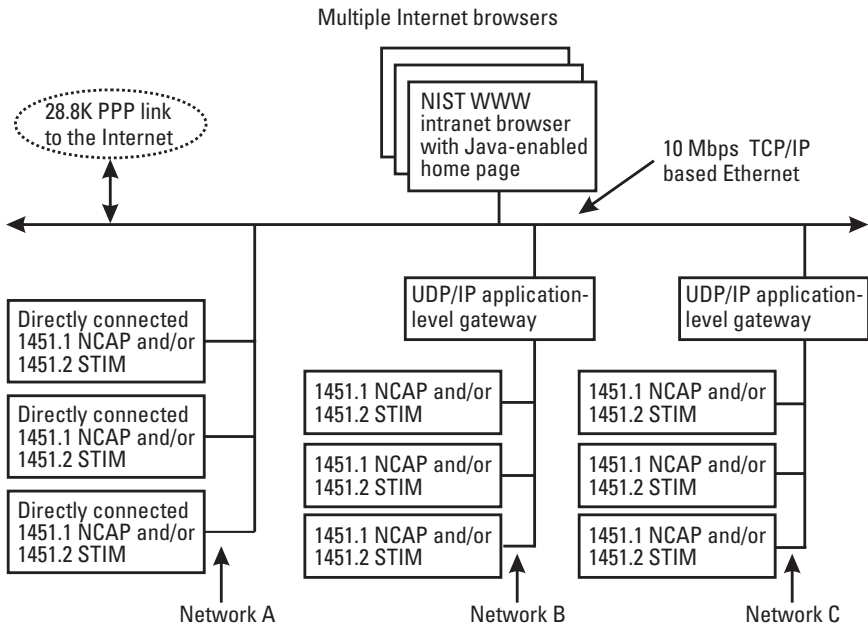 Multiple Internet browsers
28.8K PPP link
to the Internet
NIST WWW
intranet browser
with Java-enabled
home page
10 Mbps TCP/IP
based Ethernet
Directly connected
1451.1 NCAP and/or
1451.2 STIM
Directly connected
1451.1 NCAP and/or
1451.2 STIM
Directly connected
1451.1 NCAP and/or
1451.2 STIM
Network A
UDP/IP application-
level gateway
1451.1 NCAP and/or
1451.2 STIM
1451.1 NCAP and/or
1451.2 STIM
1451.1 NCAP and/or
1451.2 STIM
Network B
UDP/IP application-
level gateway
1451.1 NCAP and/or
1451.2 STIM
1451.1 NCAP and/or
1451.2 STIM
1451.1 NCAP and/or
1451.2 STIM
Network C